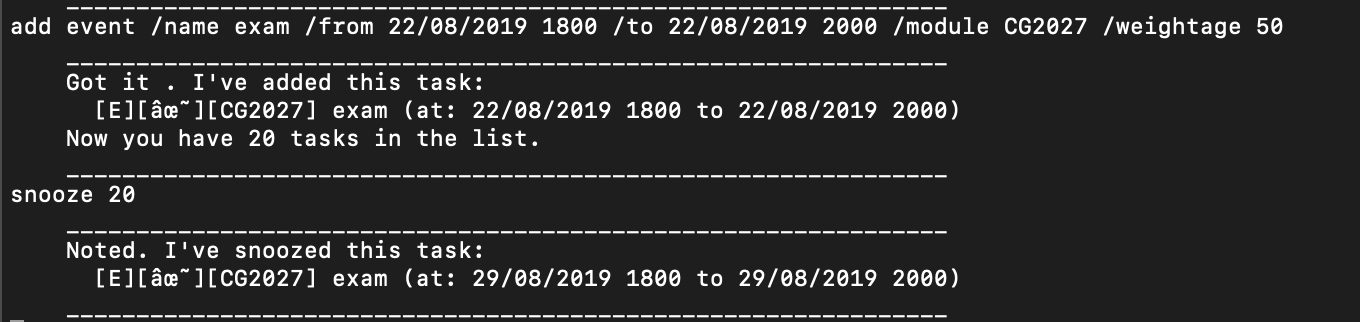 ____________________________________________________________
add event /name exam /from 22/08/2019 1800 /to 22/08/2019 2000 /module CG2027 /weightage 50
____________________________________________________________
Got it . I've added this task:
[E][âœ˜][CG2027] exam (at: 22/08/2019 1800 to 22/08/2019 2000)
Now you have 20 tasks in the list.
____________________________________________________________
snooze 20
____________________________________________________________
Noted. I've snoozed this task:
[E][âœ˜][CG2027] exam (at: 29/08/2019 1800 to 29/08/2019 2000)
____________________________________________________________